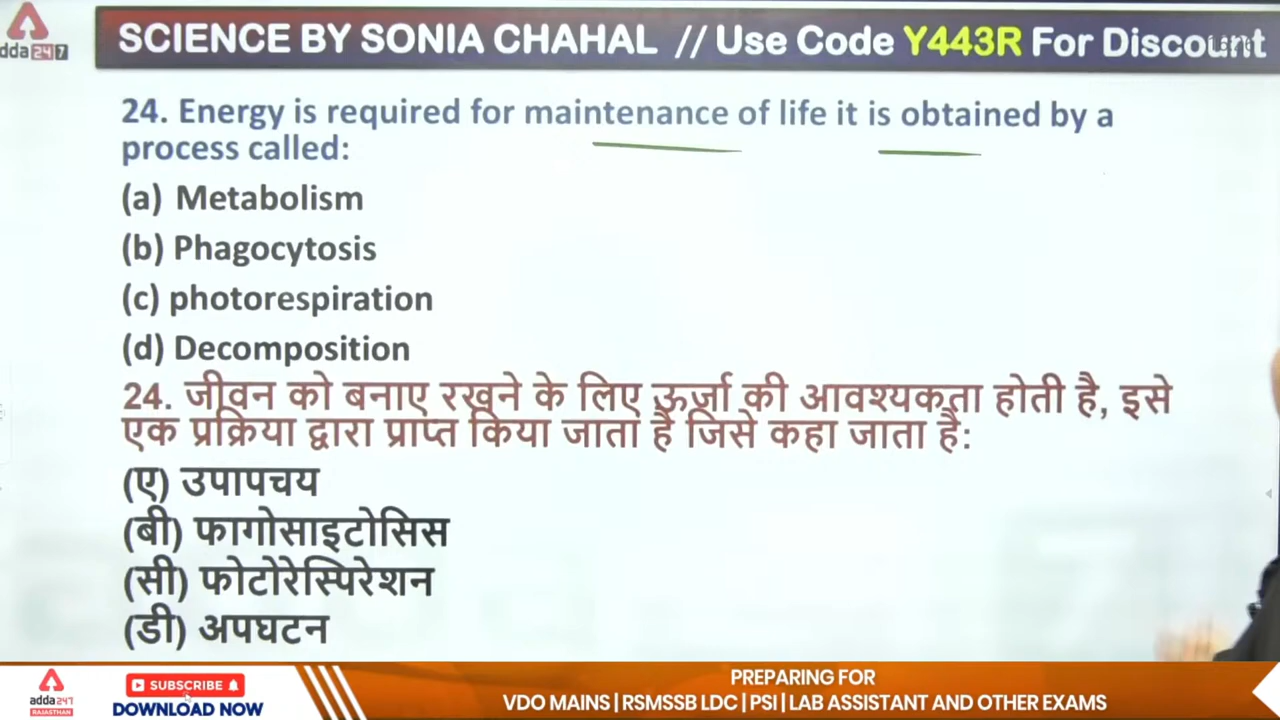 adda247
SCIENCE BY SONIA CHAHAL // Use Code Y443R For Discount
24. Energy is required for maintenance of life it is obtained by a
process called:
(a) Metabolism
(b) Phagocytosis
(c) photorespiration
(d) Decomposition
24. जीवन को बनाए रखने के लिए ऊर्जा की आवश्यकता होती है, इसे
एक प्रक्रिया द्वारा प्राप्त किया जाता है जिसे कहा जाता है:
(ए) उपापचय
(बी) फागोसाइटोसिस
(सी) फोटोरेस्पिरेशन
(डी) अपघटन
adda247
RAJASTHAN
SUBSCRIBE
DOWNLOAD NOW
PREPARING FOR
VDO MAINS | RSMSSB LDC | PSI | LAB ASSISTANT AND OTHER EXAMS